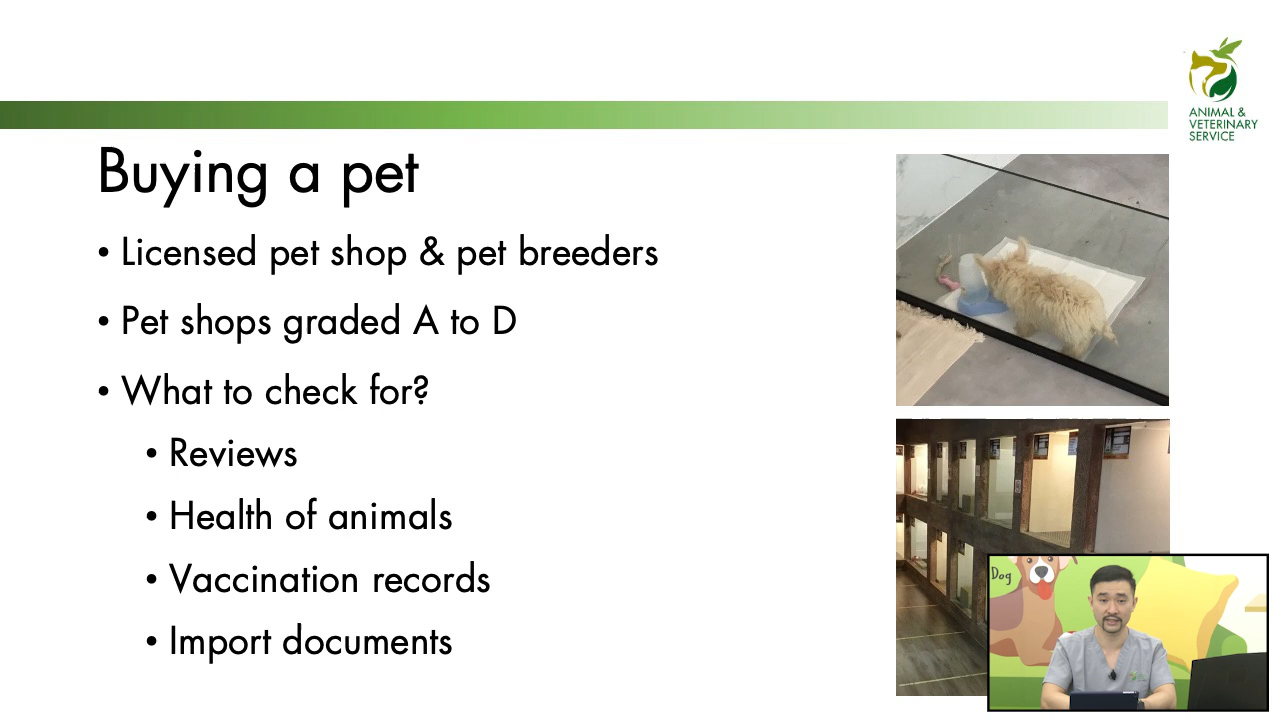 ANIMAL &
VETERINARY
SERVICE
Buying a pet
• Licensed pet shop & pet breeders
• Pet shops graded A to D
• What to check for?
• Reviews
• Health of animals
• Vaccination records
• Import documents
Dog